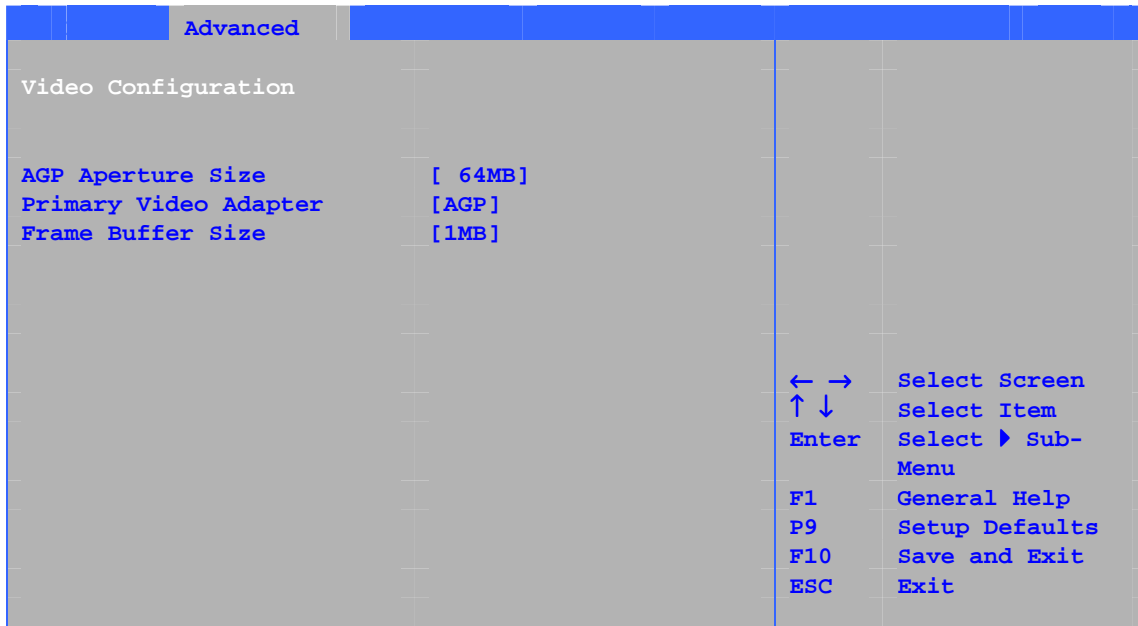 Advanced
Video Configuration
AGP Aperture Size [ 64MB]
Primary Video Adapter [AGP]
Frame Buffer Size [1MB]
← → Select Screen
↑ ↓ Select Item
Enter Select ▶ Sub-
Menu
F1 General Help
P9 Setup Defaults
F10 Save and Exit
ESC Exit